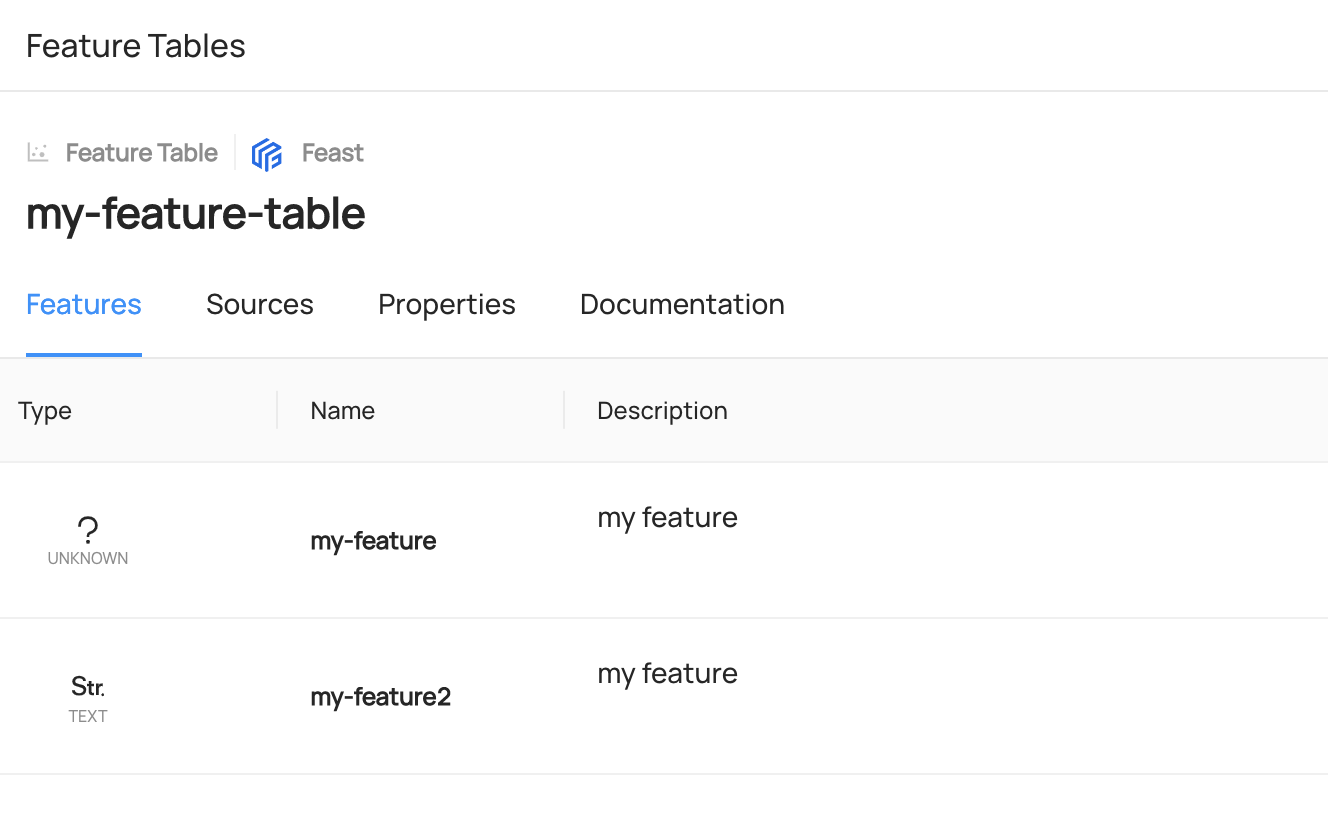 Feature Tables
Feature Table Feast
my-feature-table
Features Sources Properties Documentation
Type Name Description
? my-feature my feature
UNKNOWN
Str. my-feature2 my feature
TEXT